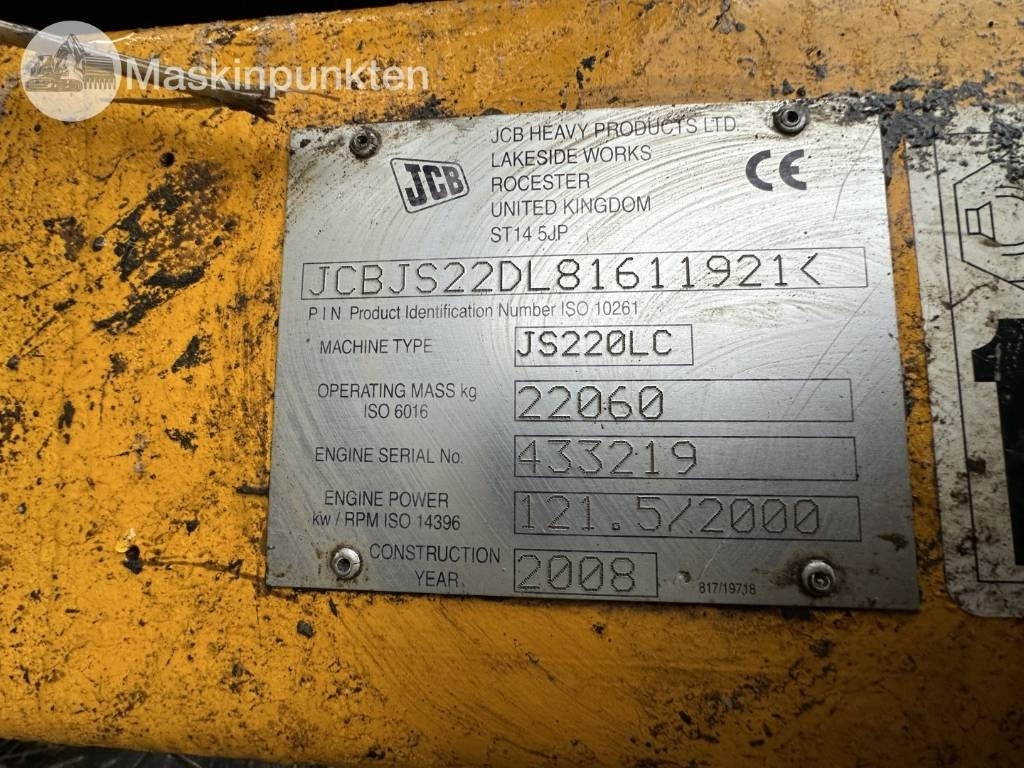 Maskinpunkten
JCB
JCB HEAVY PRODUCTS LTD.
LAKESIDE WORKS
ROCESTER
UNITED KINGDOM
ST14 5JP
CE
JCBJS22DL81611921<
P I N Product Identification Number ISO 10261
MACHINE TYPE JS220LC
OPERATING MASS kg 22060
ISO 6016
ENGINE SERIAL No. 433219
ENGINE POWER 121.5/2000
kw / RPM ISO 14396
CONSTRUCTION 2008
YEAR
817/19718